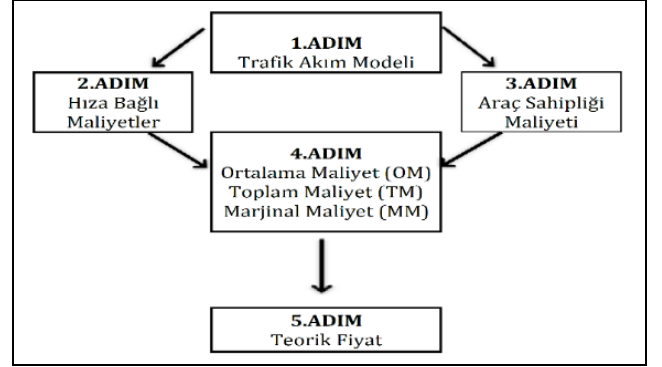 1.ADIM
Trafik Akım Modeli
2.ADIM
Hıza Bağlı
Maliyetler
3.ADIM
Araç Sahipliği
Maliyeti
4.ADIM
Ortalama Maliyet (OM)
Toplam Maliyet (TM)
Marjinal Maliyet (MM)
5.ADIM
Teorik Fiyat